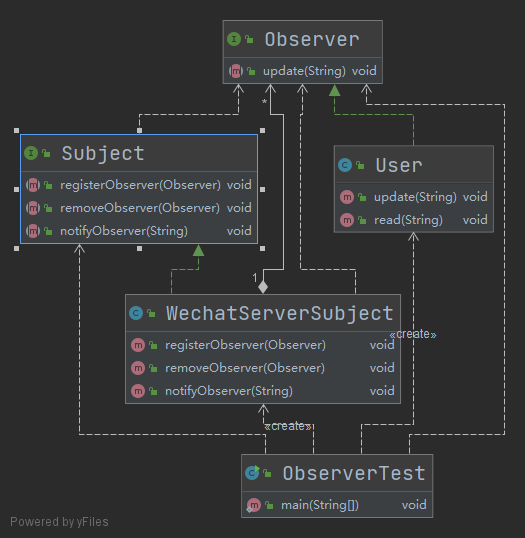 Observer
update(String) void
*
Subject
registerObserver(Observer) void
removeObserver(Observer) void
notifyObserver(String) void
User
update(String) void
read(String) void
1
WechatServerSubject
registerObserver(Observer) void
removeObserver(Observer) void
notifyObserver(String) void
«create»
«create»
ObserverTest
main(String[]) void
Powered by yFiles